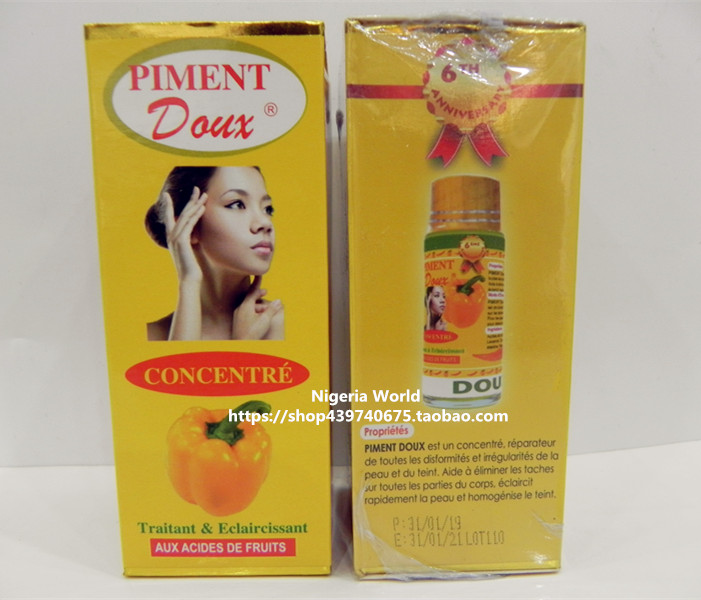 PIMENT
Doux ®
CONCENTRÉ
Traitant & Eclaircissant
AUX ACIDES DE FRUITS
6TH
ANNIVERSARY
PIMENT
Doux
DOU
Nigeria World
https://shop439740675.taobao.com/
Propriétés
PIMENT DOUX est un concentré, réparateur
de toutes les disformités et irrégularités de la
peau et du teint. Aide à éliminer les taches
sur toutes les parties du corps, éclaircit
rapidement la peau et homogénise le teint.
P:31/01/19
E:31/01/21 LOT110